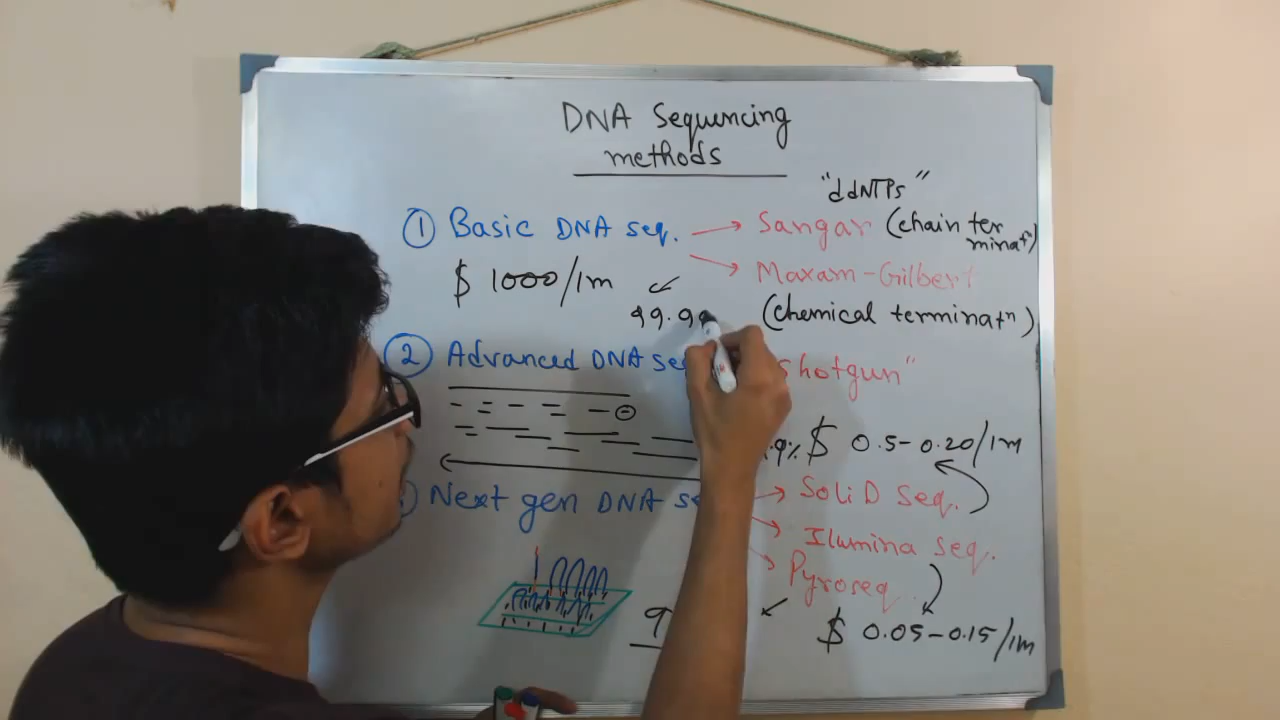 DNA Sequencing
methods
"ddNTPs"
① Basic DNA seq. → Sangar (chain ter
minatⁿ)
→ Maxam-Gilbert
$ 1000/1m
99.99
(chemical terminatⁿ)
② Advanced DNA se
shotgun"
.9% $ 0.5-0.20/1m
Next gen DNA s
→ SoliD seq.
→ Ilumina seq.
→ Pyroseq.
9
$ 0.05-0.15/1m